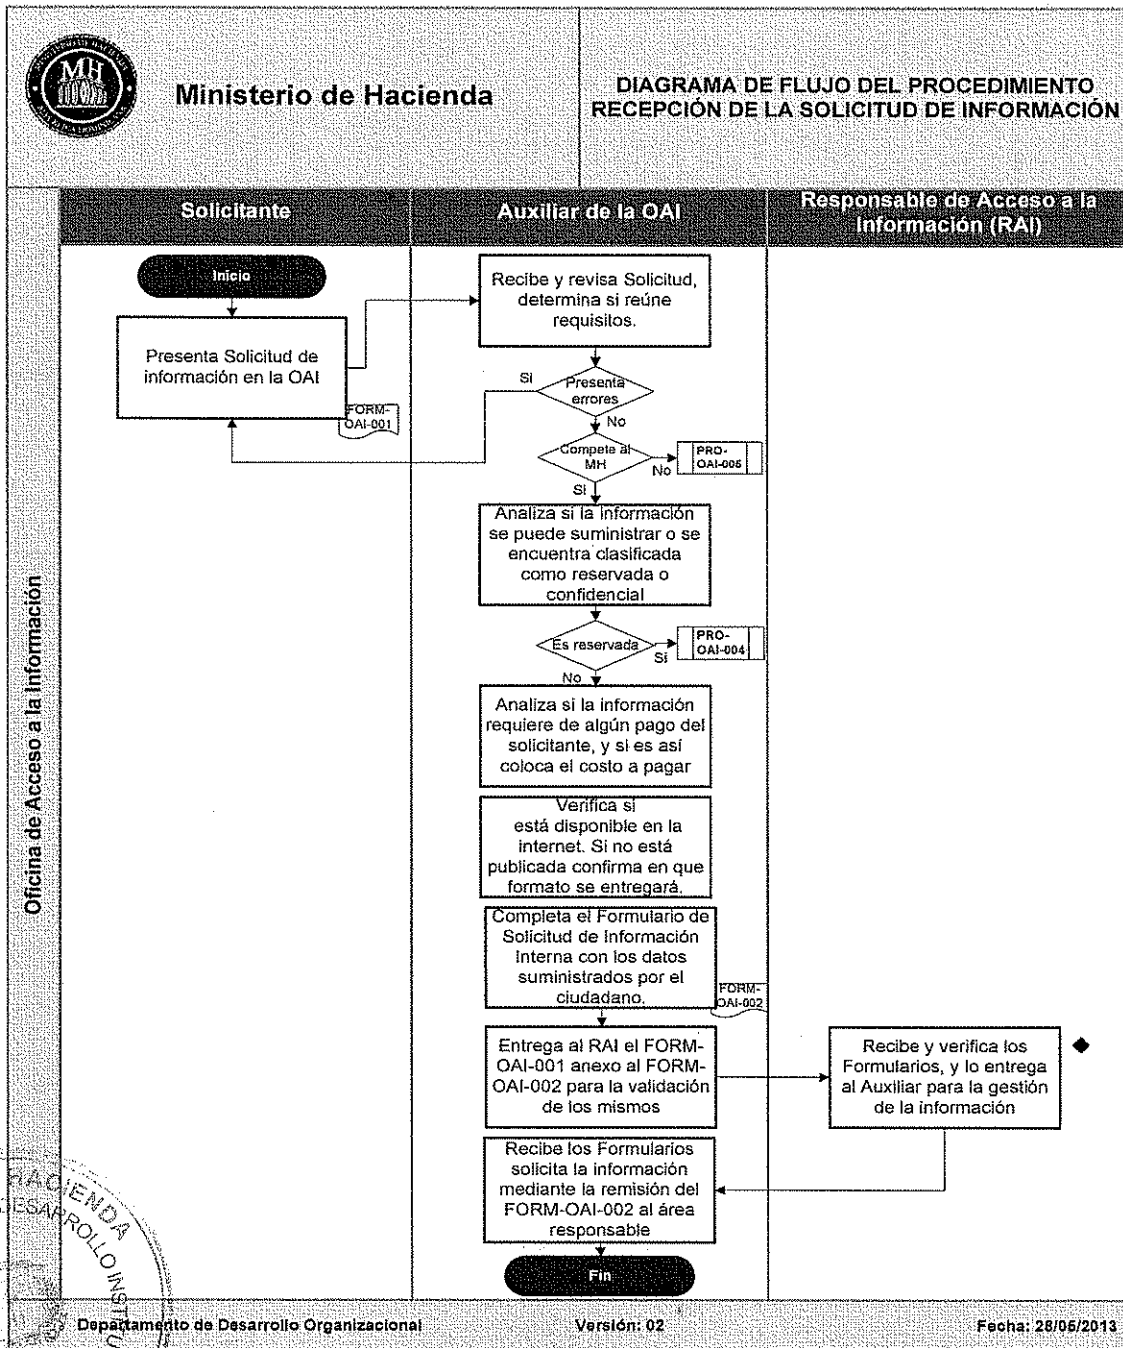 MH
Ministerio de Hacienda
DIAGRAMA DE FLUJO DEL PROCEDIMIENTO
RECEPCIÓN DE LA SOLICITUD DE INFORMACIÓN
Oficina de Acceso a la Información
Solicitante
Auxiliar de la OAI
Responsable de Acceso a la
Información (RAI)
Inicio
Presenta Solicitud de
información en la OAI
FORM-
OAI-001
Recibe y revisa Solicitud,
determina si reúne
requisitos.
Presenta
errores
Si
No
Compete al
MH
No
PRO-
OAI-005
Si
Analiza si la información
se puede suministrar o se
encuentra clasificada
como reservada o
confidencial
Es reservada
Si
PRO-
OAI-004
No
Analiza si la información
requiere de algún pago del
solicitante, y si es así
coloca el costo a pagar
Verifica si
está disponible en la
internet. Si no está
publicada confirma en que
formato se entregará.
Completa el Formulario de
Solicitud de Información
Interna con los datos
suministrados por el
ciudadano.
FORM-
OAI-002
Entrega al RAI el FORM-
OAI-001 anexo al FORM-
OAI-002 para la validación
de los mismos
Recibe y verifica los
Formularios, y lo entrega
al Auxiliar para la gestión
de la información
Recibe los Formularios
solicita la información
mediante la remisión del
FORM-OAI-002 al área
responsable
Fin
HACIENDA
DESARROLLO INSTITU
Departamento de Desarrollo Organizacional
Versión: 02
Fecha: 28/05/2013